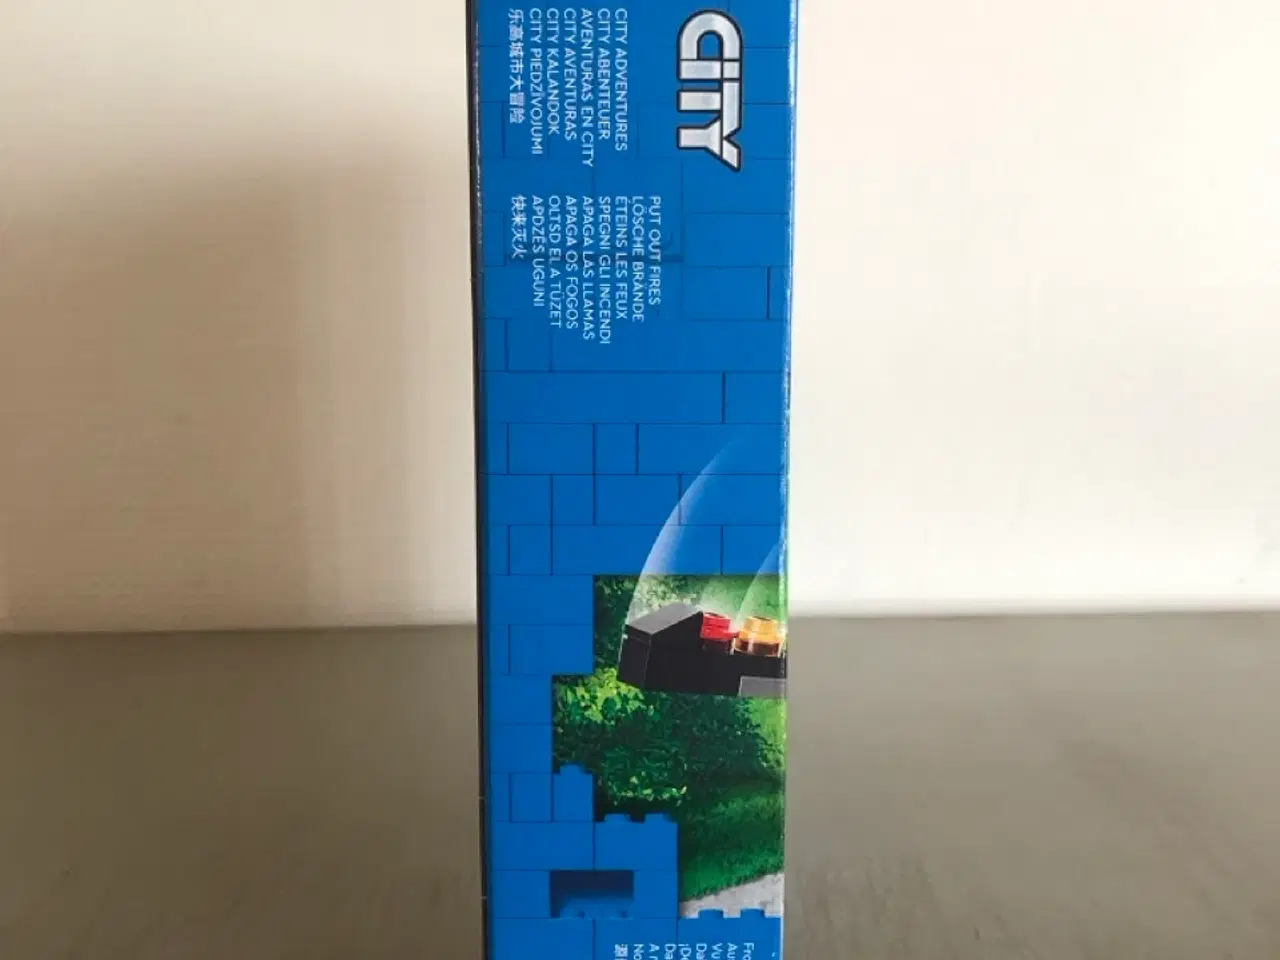 CITY
CITY ADVENTURES
CITY ABENTEUER
AVENTURAS EN CITY
CITY AVENTURAS
CITY KALANDOK
CITY PIEDZĪVOJUMI
乐高城市大冒险
PUT OUT FIRES
LÖSCHE BRÄNDE
ÉTEINS LES FEUX
SPEGNI GLI INCENDI
APAGA LAS LLAMAS
APAGA OS FOGOS
OLTSD EL A TÜZET
APDZĒS UGUNI
快来灭火